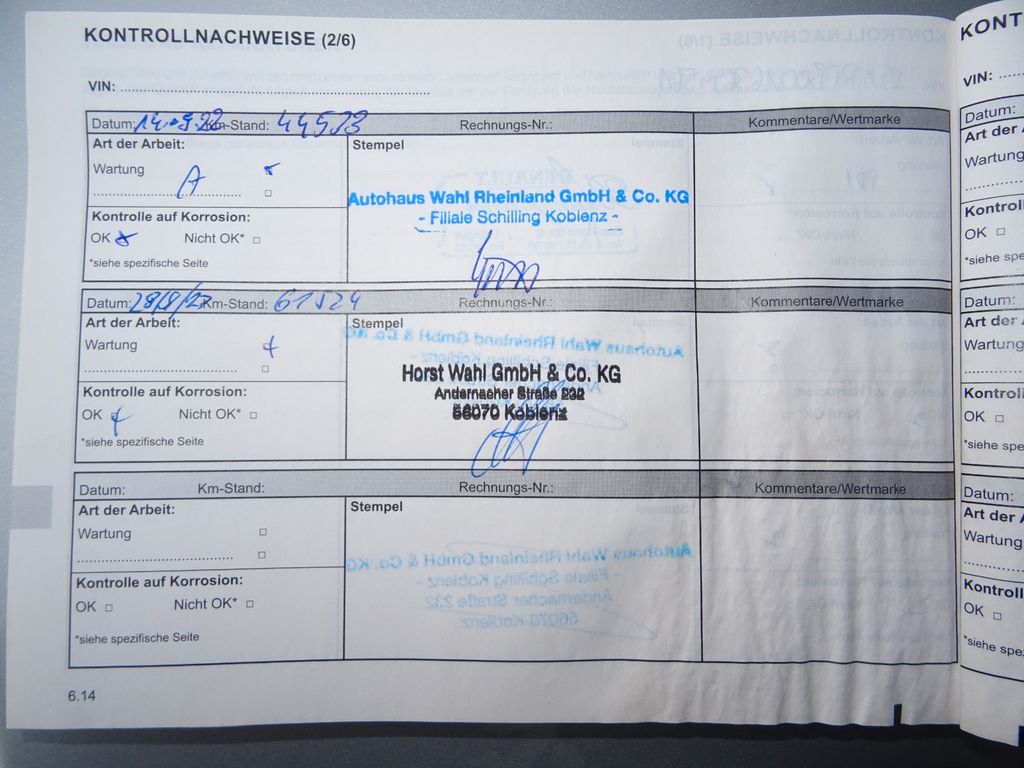 KONTROLLNACHWEISE (2/6)
VIN:
Datum: 14.09.22 Km-Stand: 44533 Rechnungs-Nr.: Kommentare/Wertmarke
Art der Arbeit: Stempel
Wartung
A
Autohaus Wahl Rheinland GmbH & Co. KG
- Filiale Schilling Koblenz -
Kontrolle auf Korrosion:
OK Nicht OK*
*siehe spezifische Seite
Datum: Km-Stand: 61524 Rechnungs-Nr.: Kommentare/Wertmarke
Art der Arbeit: Stempel
Wartung
Horst Wahl GmbH & Co. KG
Andernacher Straße 232
56070 Koblenz
Kontrolle auf Korrosion:
OK Nicht OK*
*siehe spezifische Seite
Datum: Km-Stand: Rechnungs-Nr.: Kommentare/Wertmarke
Art der Arbeit: Stempel
Wartung
Kontrolle auf Korrosion:
OK Nicht OK*
*siehe spezifische Seite
6.14
KONT
VIN:
Datum:
Art der A
Wartung
Kontroll
OK
*siehe spe
Datum:
Art der A
Wartung
Kontroll
OK
*siehe spe
Datum:
Art der A
Wartung
Kontroll
OK
*siehe spe